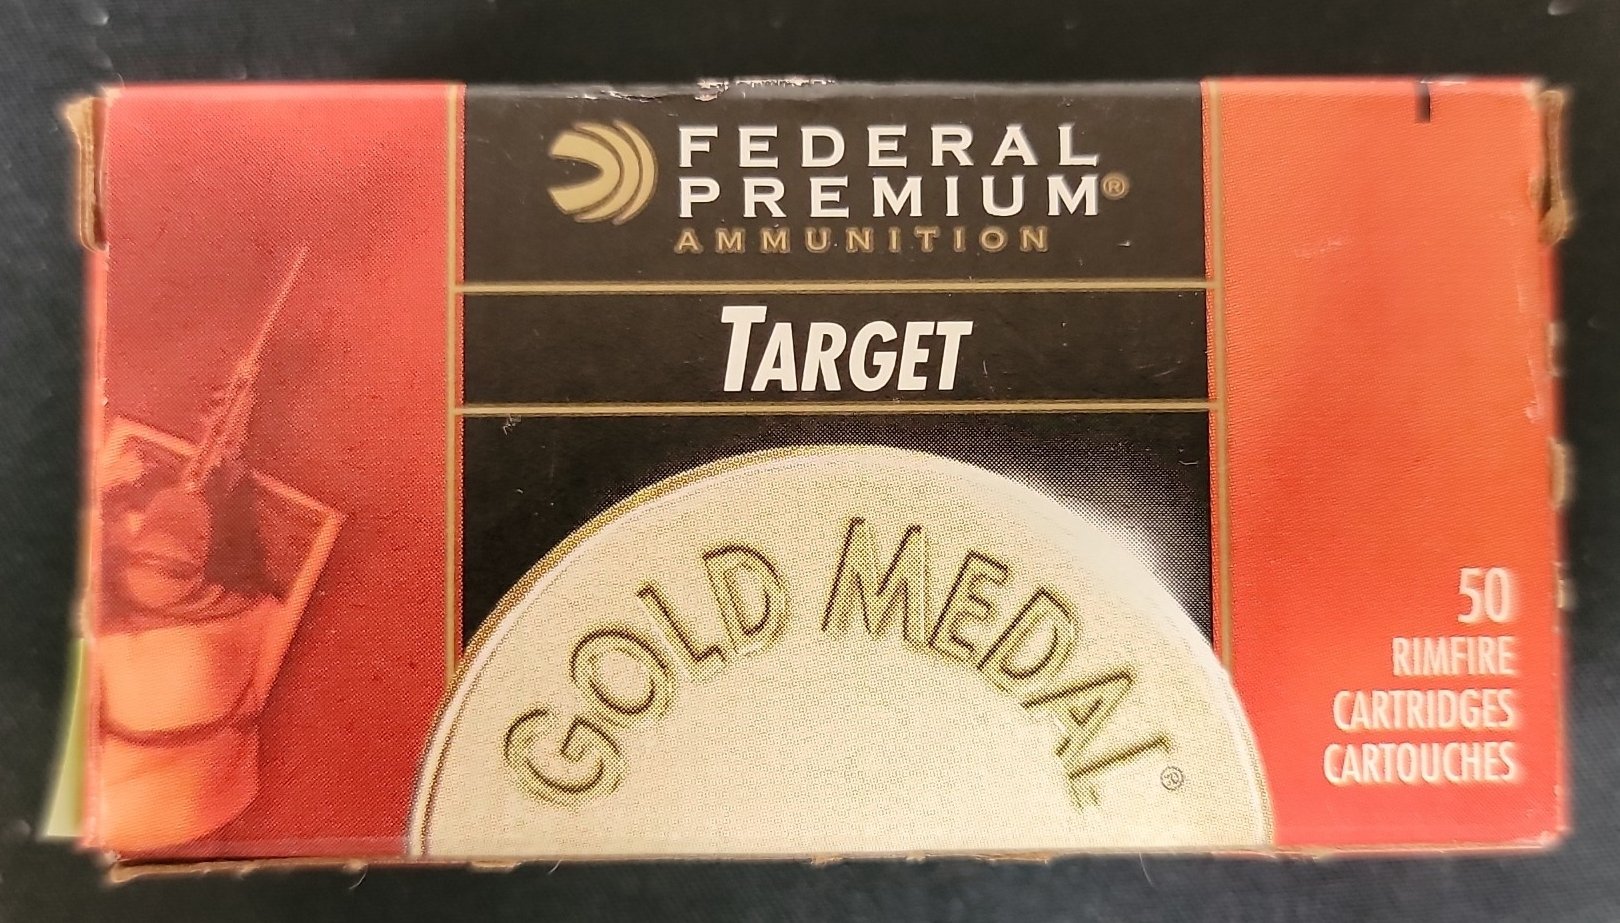 FEDERAL
PREMIUM®
AMMUNITION
TARGET
GOLD MEDAL®
50
RIMFIRE
CARTRIDGES
CARTOUCHES